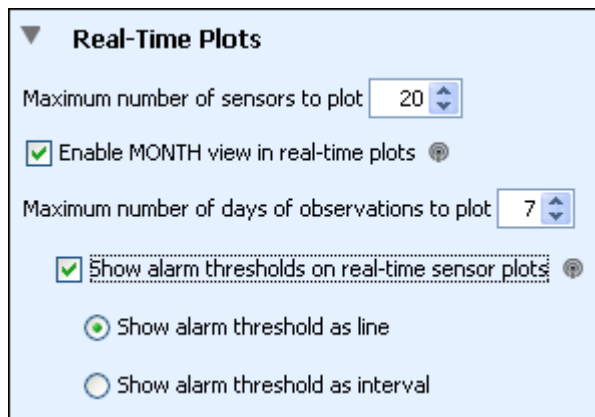 Real-Time Plots
Maximum number of sensors to plot 20
Enable MONTH view in real-time plots
Maximum number of days of observations to plot 7
Show alarm thresholds on real-time sensor plots
Show alarm threshold as line
Show alarm threshold as interval